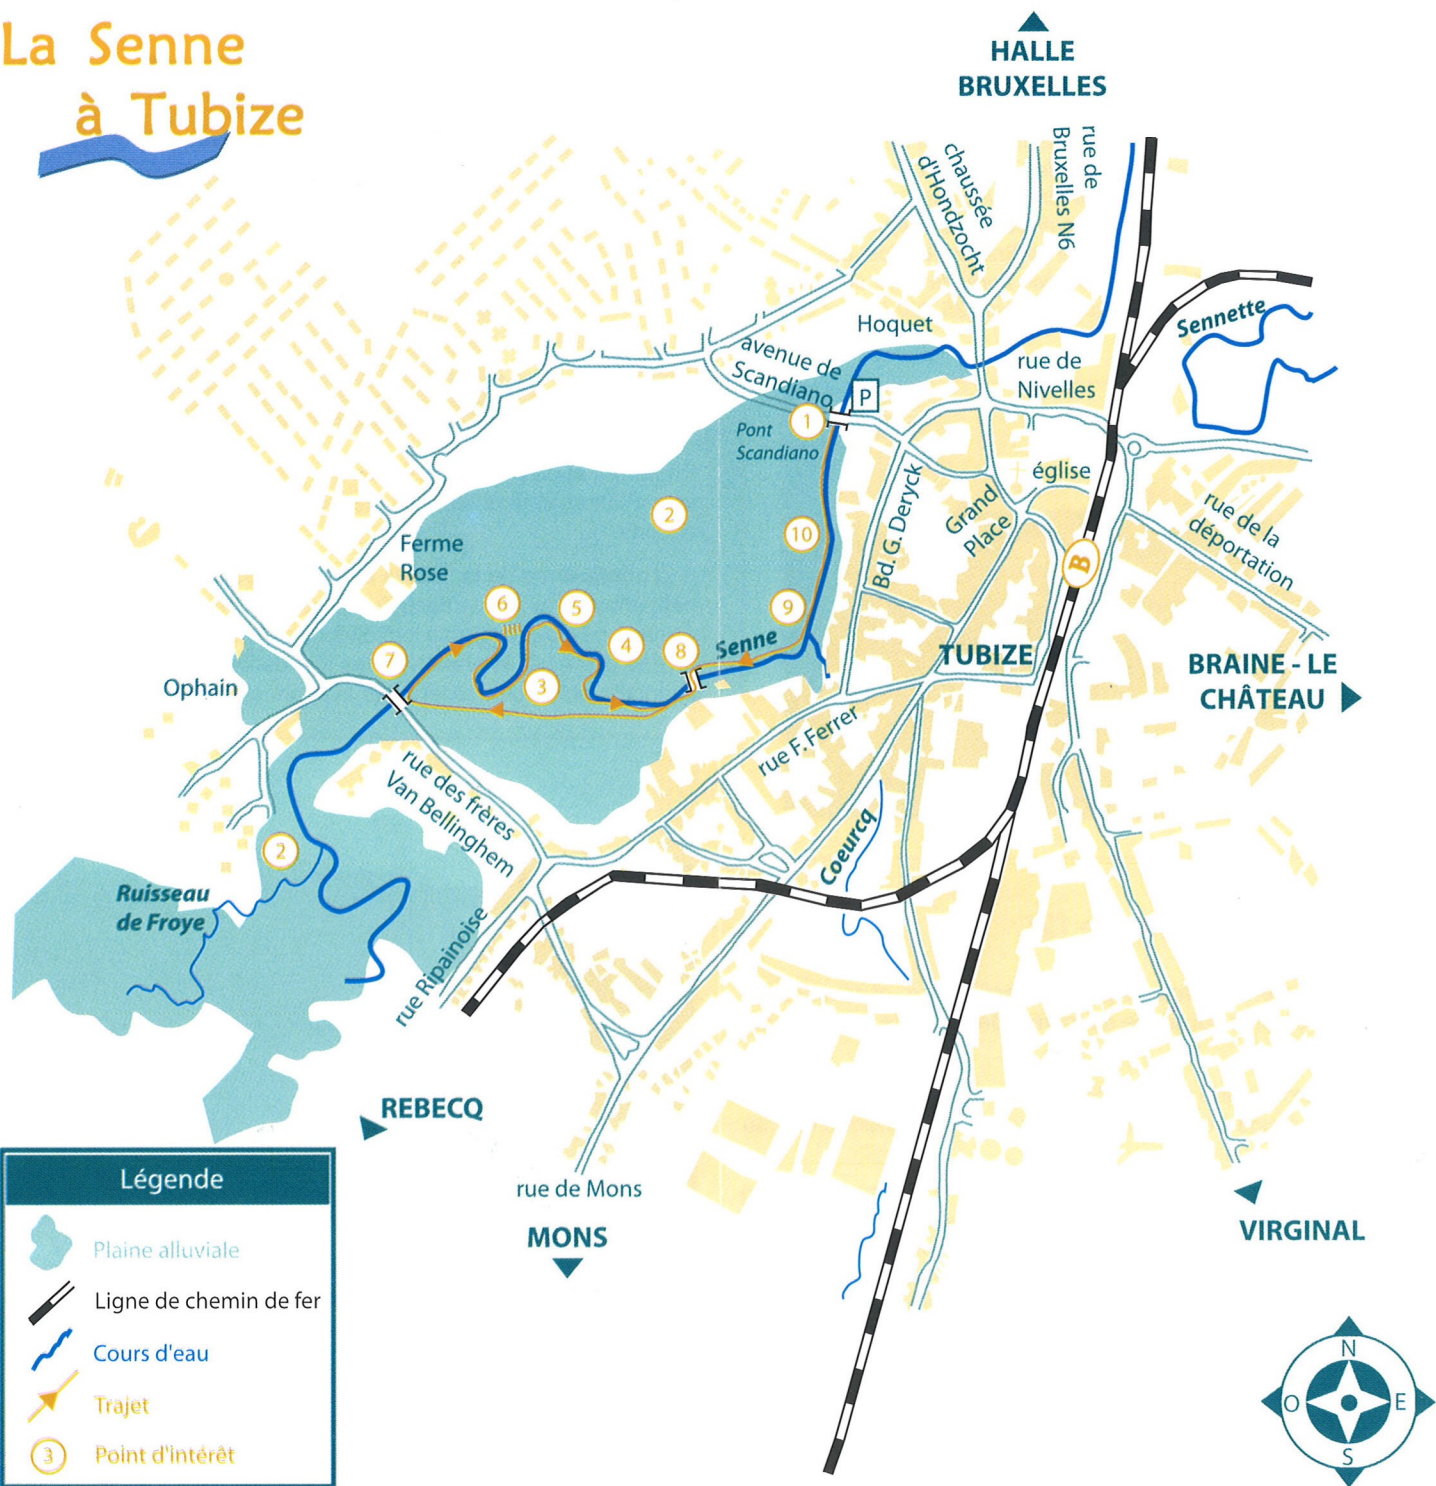 La Senne
à Tubize
HALLE
BRUXELLES
chaussée
d'Hondzocht
rue de
Bruxelles N6
Sennette
Hoquet
avenue de
Scandiano
P
rue de
Nivelles
1
Pont
Scandiano
église
2
10
Bd. G. Deryck
Grand
Place
rue de la
déportation
Ferme
Rose
B
6
5
9
4
8
Senne
7
3
TUBIZE
BRAINE - LE
CHÂTEAU
Ophain
rue F. Ferrer
rue des frères
Van Bellinghem
Coeurcq
2
Ruisseau
de Froye
rue Ripainoise
REBECQ
rue de Mons
MONS
VIRGINAL
Légende
Plaine alluviale
Ligne de chemin de fer
Cours d'eau
Trajet
3
Point d'intérêt
N
O
E
S